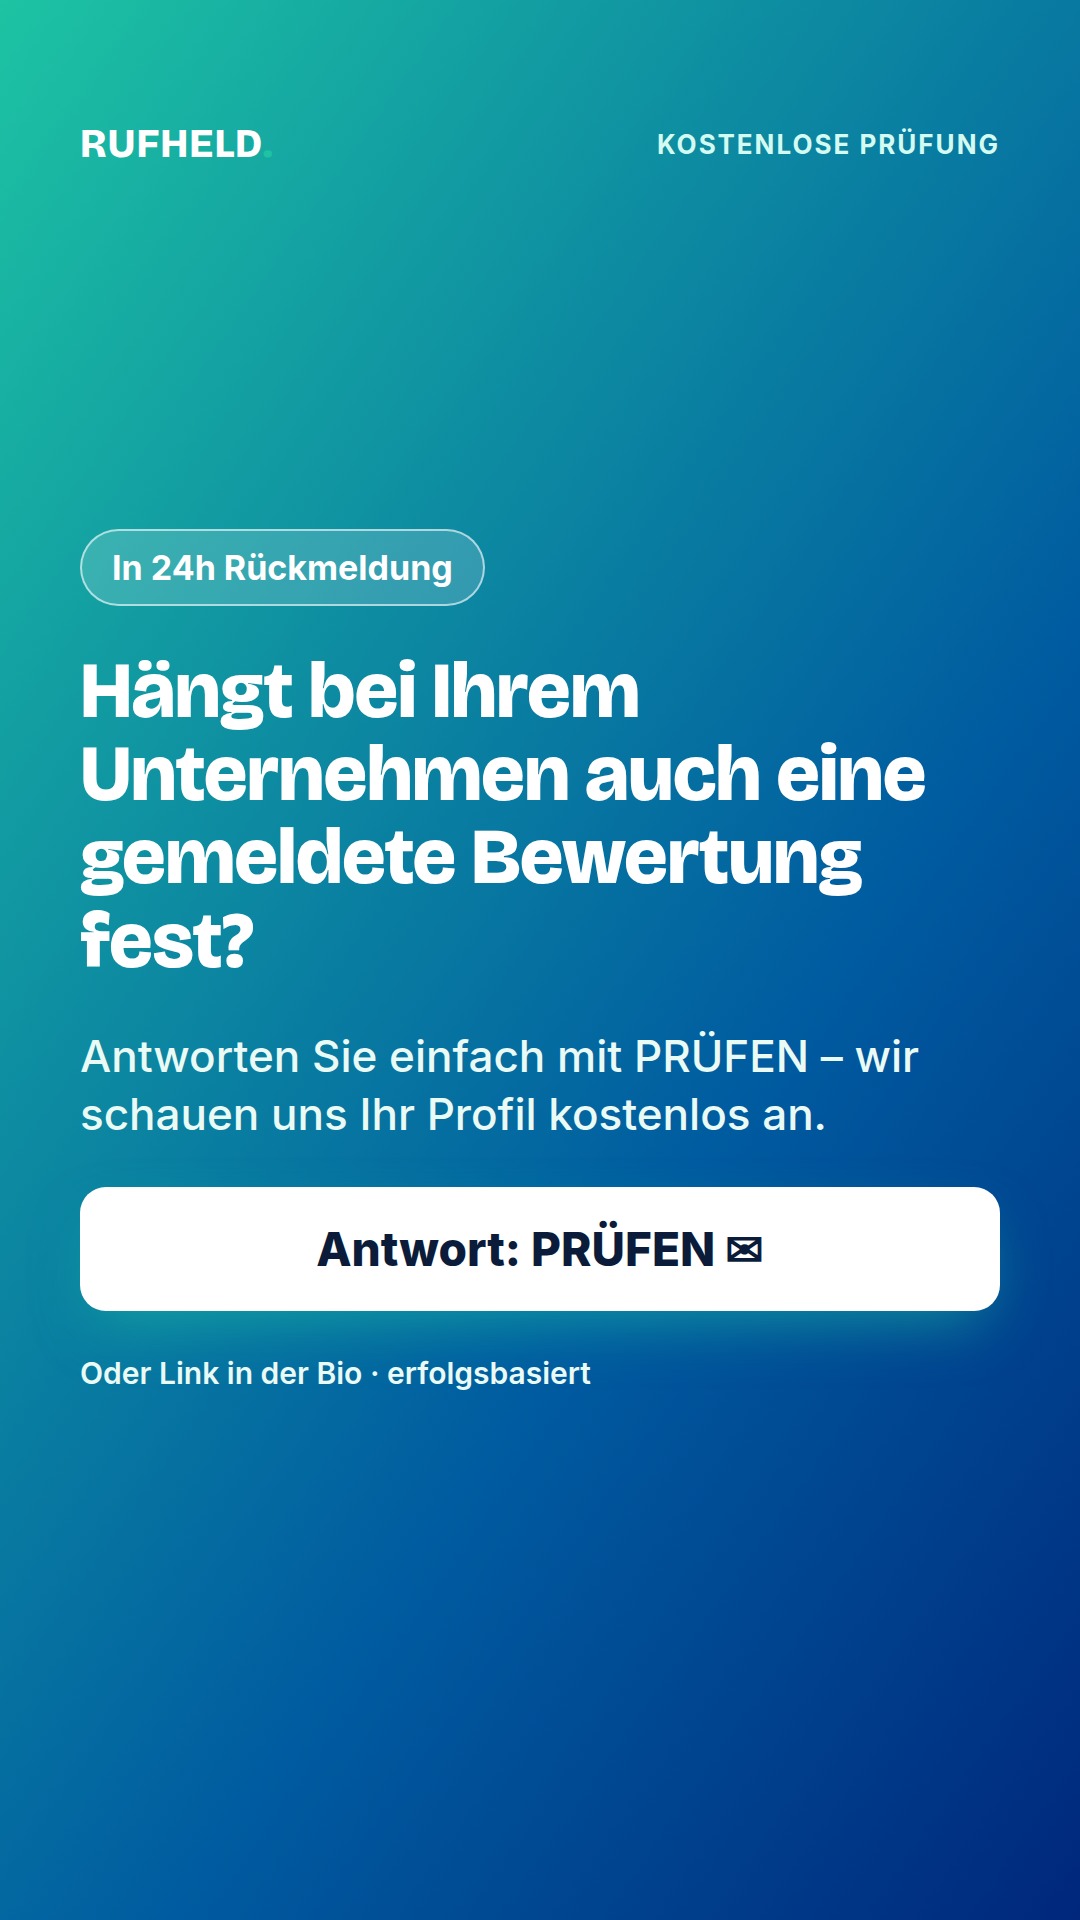 RUFHELD.
KOSTENLOSE PRÜFUNG
In 24h Rückmeldung
Hängt bei Ihrem
Unternehmen auch eine
gemeldete Bewertung
fest?
Antworten Sie einfach mit PRÜFEN – wir
schauen uns Ihr Profil kostenlos an.
Antwort: PRÜFEN ✉
Oder Link in der Bio · erfolgsbasiert